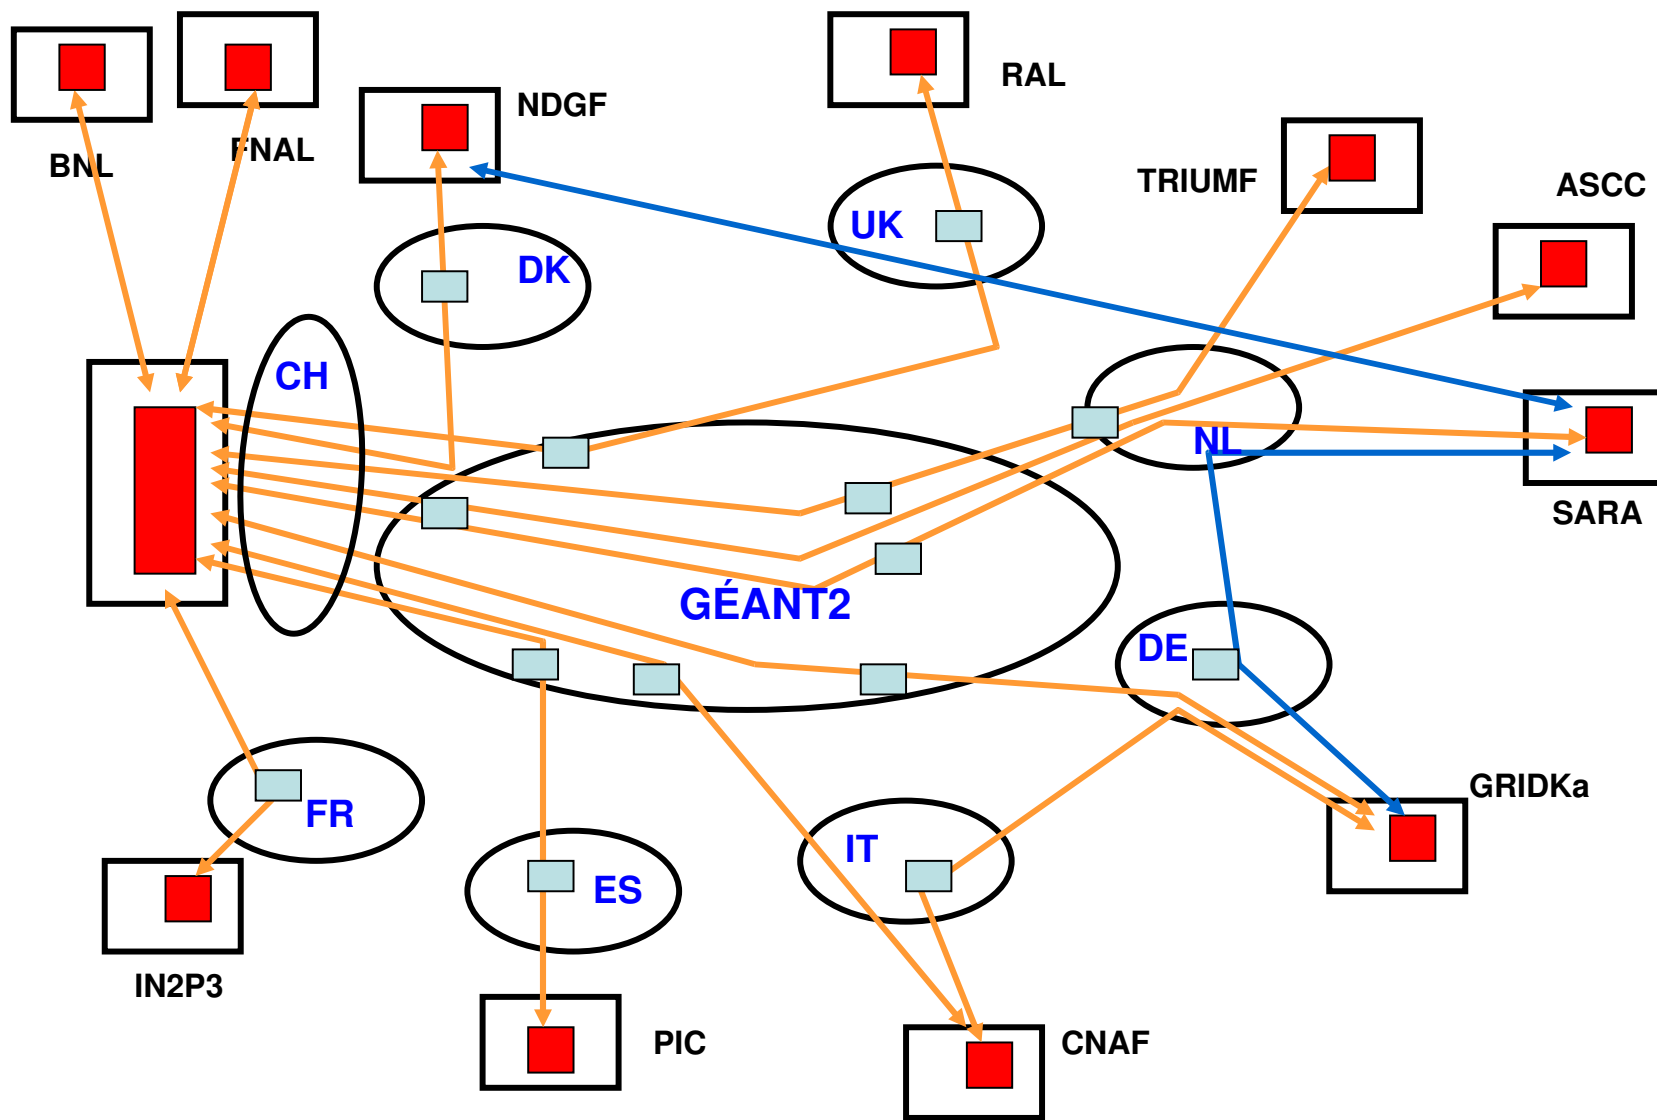 RAL
NDGF
FNAL
BNL
TRIUMF
ASCC
UK
DK
CH
NL
SARA
GÉANT2
DE
GRIDKa
FR
IT
ES
IN2P3
PIC
CNAF